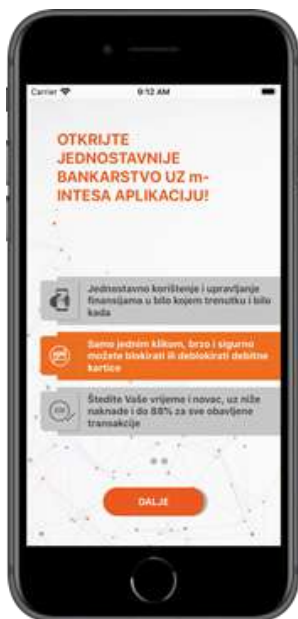 Carrier 9:12 AM
OTKRIJTE
JEDNOSTAVNIJE
BANKARSTVO UZ m-
INTESA APLIKACIJU!
Jednostavno korištenje i upravljanje
finansijama u bilo kojem trenutku i bilo
kada
Samo jednim klikom, brzo i sigurno
možete blokirati ili deblokirati debitne
kartice
Štedite Vaše vrijeme i novac, uz niže
naknade i do 88% za sve obavljene
transakcije
DALJE